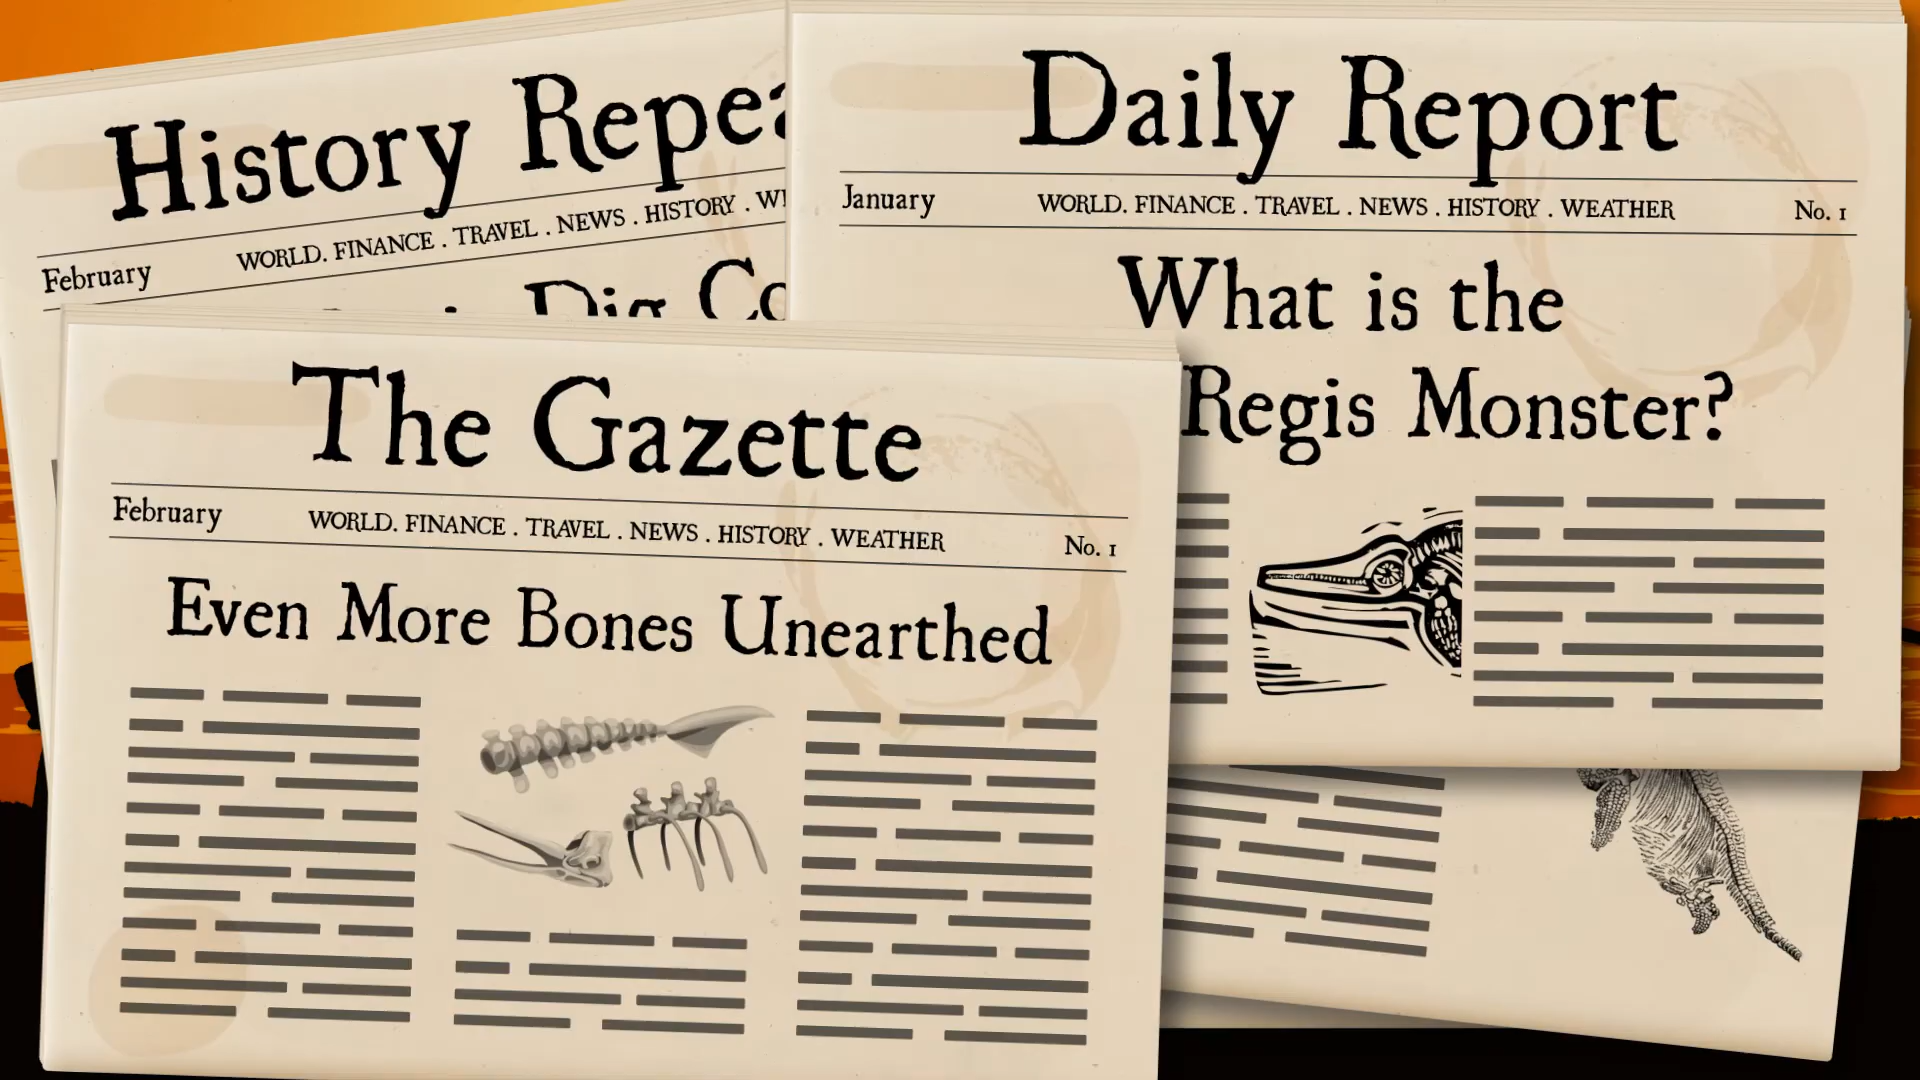 History
February
WORLD. FINANCE . TRAVEL . NEWS . HISTORY .
Daily Report
January
WORLD. FINANCE . TRAVEL . NEWS . HISTORY . WEATHER
No. 1
What is the
Regis Monster?
The Gazette
February
WORLD. FINANCE . TRAVEL . NEWS . HISTORY . WEATHER
No. 1
Even More Bones Unearthed